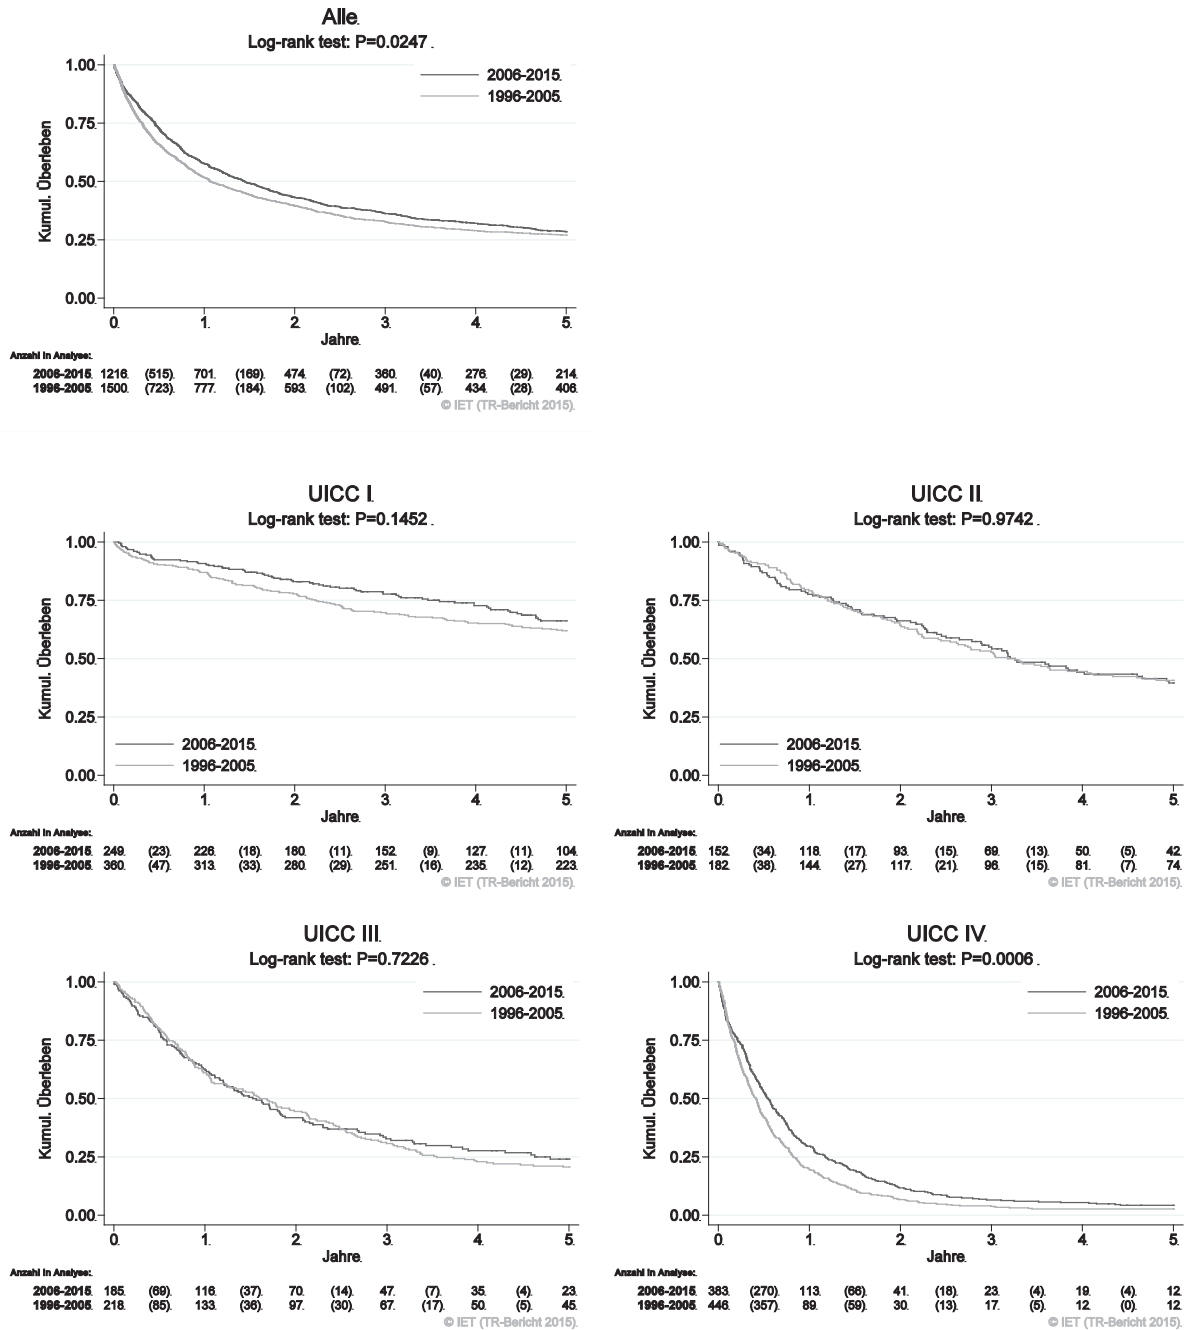 Alle.
Log-rank test: P=0.0247 .
2006-2015.
1996-2005.
Kumul. Überleben
1.00.
0.75.
0.50.
0.25.
0.00.
0. 1. 2. 3. 4. 5.
Jahre.
Anzahl in Analyse:.
2006-2015. 1216. (515). 701. (169). 474. (72). 360. (40). 276. (29). 214.
1996-2005. 1500. (723). 777. (184). 593. (102). 491. (57). 434. (28). 406.
© IET (TR-Bericht 2015).
UICC I.
Log-rank test: P=0.1452 .
Kumul. Überleben
1.00.
0.75.
0.50.
0.25.
0.00.
2006-2015.
1996-2005.
0. 1. 2. 3. 4. 5.
Jahre.
Anzahl in Analyse:.
2006-2015. 249. (23). 226. (18). 180. (11). 152. (9). 127. (11). 104.
1996-2005. 360. (47). 313. (33). 280. (29). 251. (16). 235. (12). 223.
© IET (TR-Bericht 2015).
UICC II.
Log-rank test: P=0.9742 .
Kumul. Überleben
1.00.
0.75.
0.50.
0.25.
0.00.
2006-2015.
1996-2005.
0. 1. 2. 3. 4. 5.
Jahre.
Anzahl in Analyse:.
2006-2015. 152. (34). 118. (17). 93. (15). 69. (13). 50. (5). 42.
1996-2005. 182. (38). 144. (27). 117. (21). 96. (15). 81. (7). 74.
© IET (TR-Bericht 2015).
UICC III.
Log-rank test: P=0.7226 .
2006-2015.
1996-2005.
Kumul. Überleben
1.00.
0.75.
0.50.
0.25.
0.00.
0. 1. 2. 3. 4. 5.
Jahre.
Anzahl in Analyse:.
2006-2015. 185. (69). 116. (37). 70. (14). 47. (7). 35. (4). 23.
1996-2005. 218. (85). 133. (36). 97. (30). 67. (17). 50. (5). 45.
© IET (TR-Bericht 2015).
UICC IV.
Log-rank test: P=0.0006 .
2006-2015.
1996-2005.
Kumul. Überleben
1.00.
0.75.
0.50.
0.25.
0.00.
0. 1. 2. 3. 4. 5.
Jahre.
Anzahl in Analyse:.
2006-2015. 383. (270). 113. (66). 41. (18). 23. (4). 19. (4). 12.
1996-2005. 446. (357). 89. (59). 30. (13). 17. (5). 12. (0). 12.
© IET (TR-Bericht 2015).